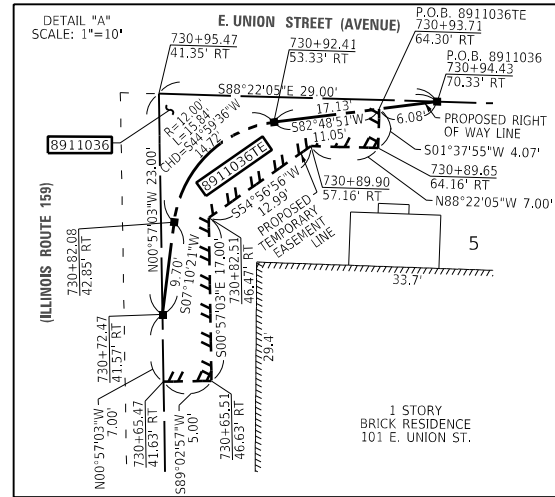 DETAIL "A"
SCALE: 1"=10'
E. UNION STREET (AVENUE)
730+95.47
41.35' RT
730+92.41
53.33' RT
P.O.B. 8911036TE
730+93.71
64.30' RT
P.O.B. 8911036
730+94.43
70.33' RT
S88°22'05"E 29.00'
17.13'
S82°48'51"W
6.08'
11.05'
PROPOSED RIGHT
OF WAY LINE
S01°37'55"W 4.07'
R=12.00'
L=15.84'
CHD=S44°59'36"W
14.72'
8911036
8911036TE
S54°56'56"W
12.99'
PROPOSED
TEMPORARY
EASEMENT
LINE
730+89.90
57.16' RT
730+89.65
64.16' RT
N88°22'05"W 7.00'
(ILLINOIS ROUTE 159)
N00°57'03"W 23.00'
730+82.08
42.85' RT
9.70'
S07°10'21"W
S00°57'03"E 17.00'
730+82.51
46.47' RT
5
33.7'
29.4'
730+72.47
41.57' RT
N00°57'03"W
7.00'
730+65.47
41.63' RT
S89°02'57"W
5.00'
730+65.51
46.63' RT
1 STORY
BRICK RESIDENCE
101 E. UNION ST.